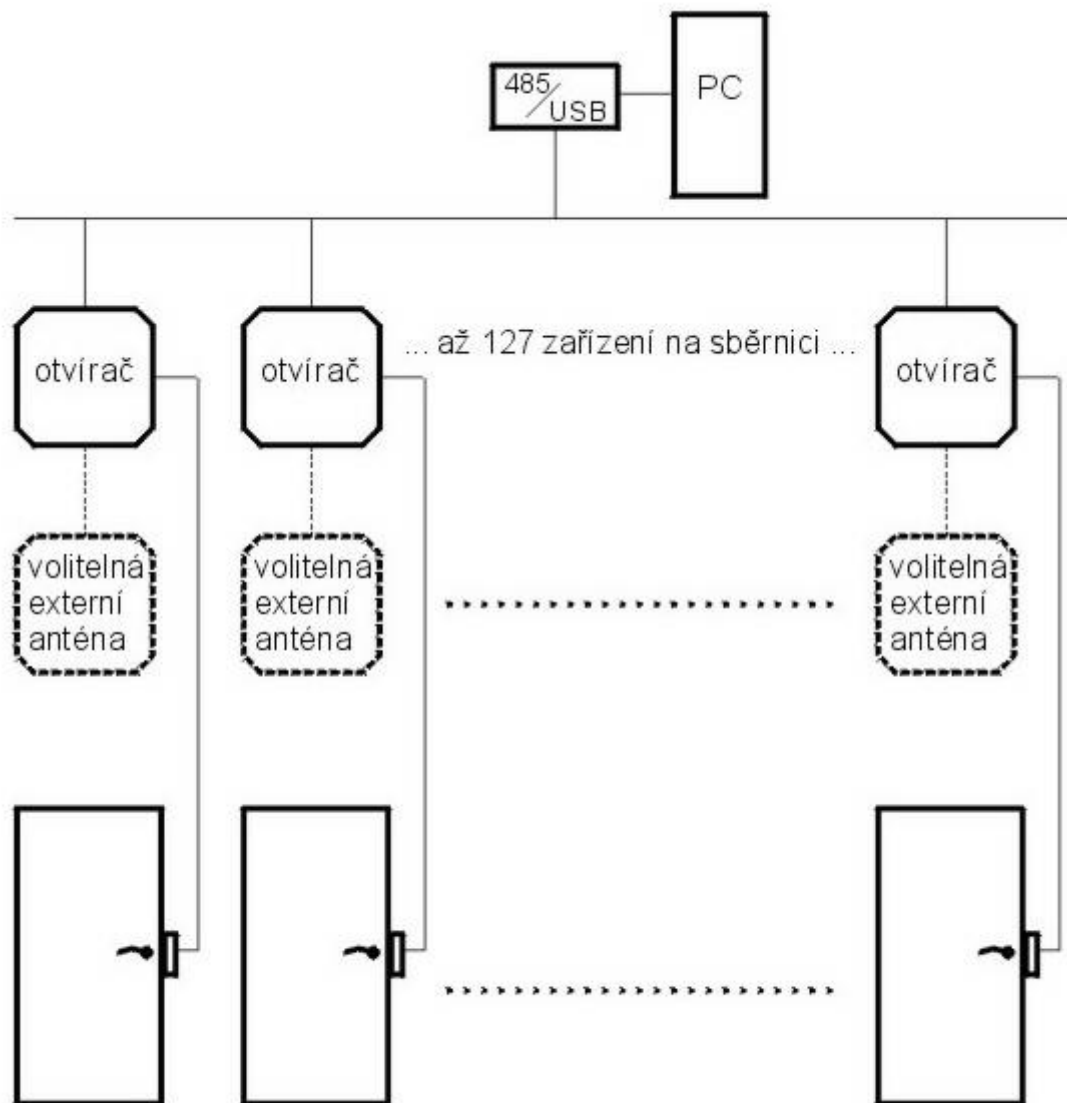 485/USB
PC
... až 127 zařízení na sběrnici ...
otvírač
otvírač
otvírač
volitelná
externí
anténa
volitelná
externí
anténa
volitelná
externí
anténa